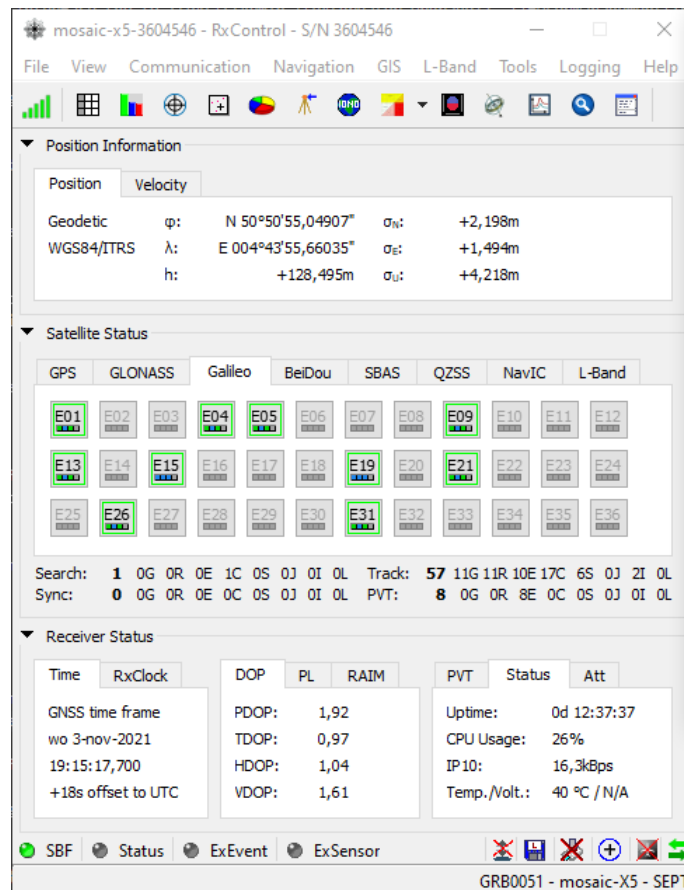 mosaic-x5-3604546 - RxControl - S/N 3604546
File View Communication Navigation GIS L-Band Tools Logging Help
IONO
Position Information
Position Velocity
Geodetic φ: N 50°50'55,04907" σN: +2,198m
WGS84/ITRS λ: E 004°43'55,66035" σE: +1,494m
h: +128,495m σU: +4,218m
Satellite Status
GPS GLONASS Galileo BeiDou SBAS QZSS NavIC L-Band
E01 E02 E03 E04 E05 E06 E07 E08 E09 E10 E11 E12
E13 E14 E15 E16 E17 E18 E19 E20 E21 E22 E23 E24
E25 E26 E27 E28 E29 E30 E31 E32 E33 E34 E35 E36
Search: 1 0G 0R 0E 1C 0S 0J 0I 0L Track: 57 11G 11R 10E 17C 6S 0J 2I 0L
Sync: 0 0G 0R 0E 0C 0S 0J 0I 0L PVT: 8 0G 0R 8E 0C 0S 0J 0I 0L
Receiver Status
Time RxClock DOP PL RAIM PVT Status Att
GNSS time frame PDOP: 1,92 Uptime: 0d 12:37:37
wo 3-nov-2021 TDOP: 0,97 CPU Usage: 26%
19:15:17,700 HDOP: 1,04 IP10: 16,3kBps
+18s offset to UTC VDOP: 1,61 Temp./Volt.: 40 °C / N/A
SBF Status ExEvent ExSensor
GRB0051 - mosaic-X5 - SEPT